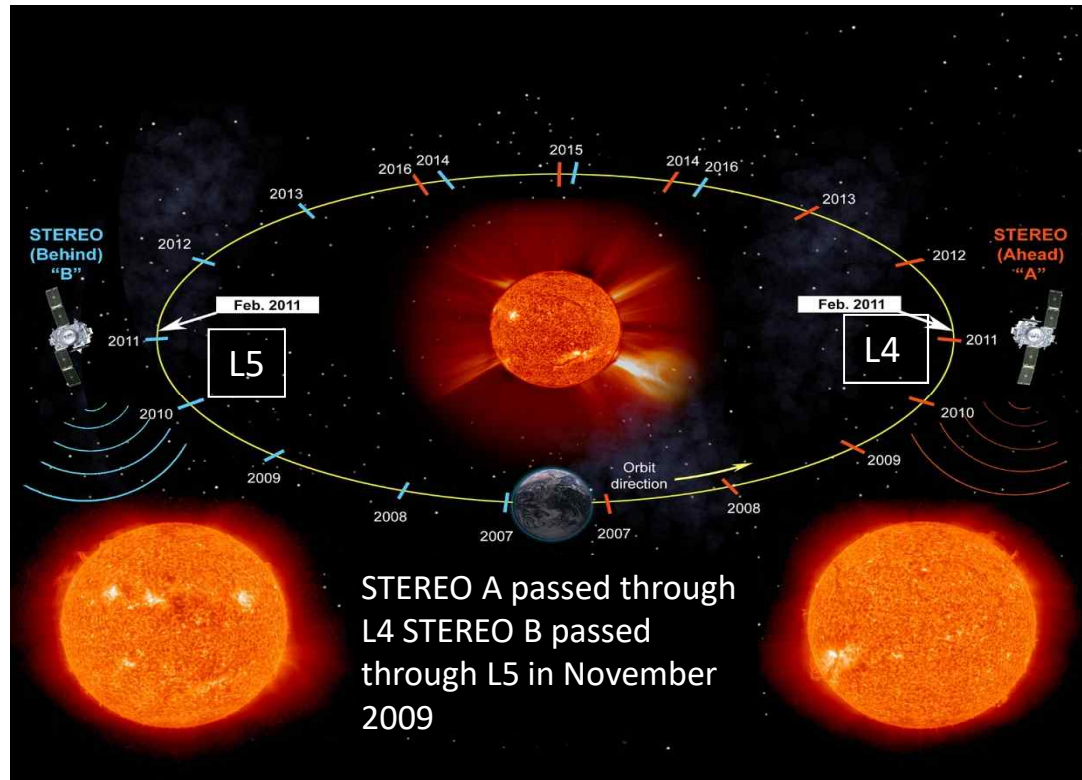 2015
2016
2014
2014
2016
2013
2013
STEREO
(Behind)
“B”
2012
STEREO
(Ahead)
“A”
2012
Feb. 2011
Feb. 2011
2011
L5
L4
2011
2010
2010
2009
Orbit
direction
2009
2008
2008
2007
2007
STEREO A passed through
L4 STEREO B passed
through L5 in November
2009